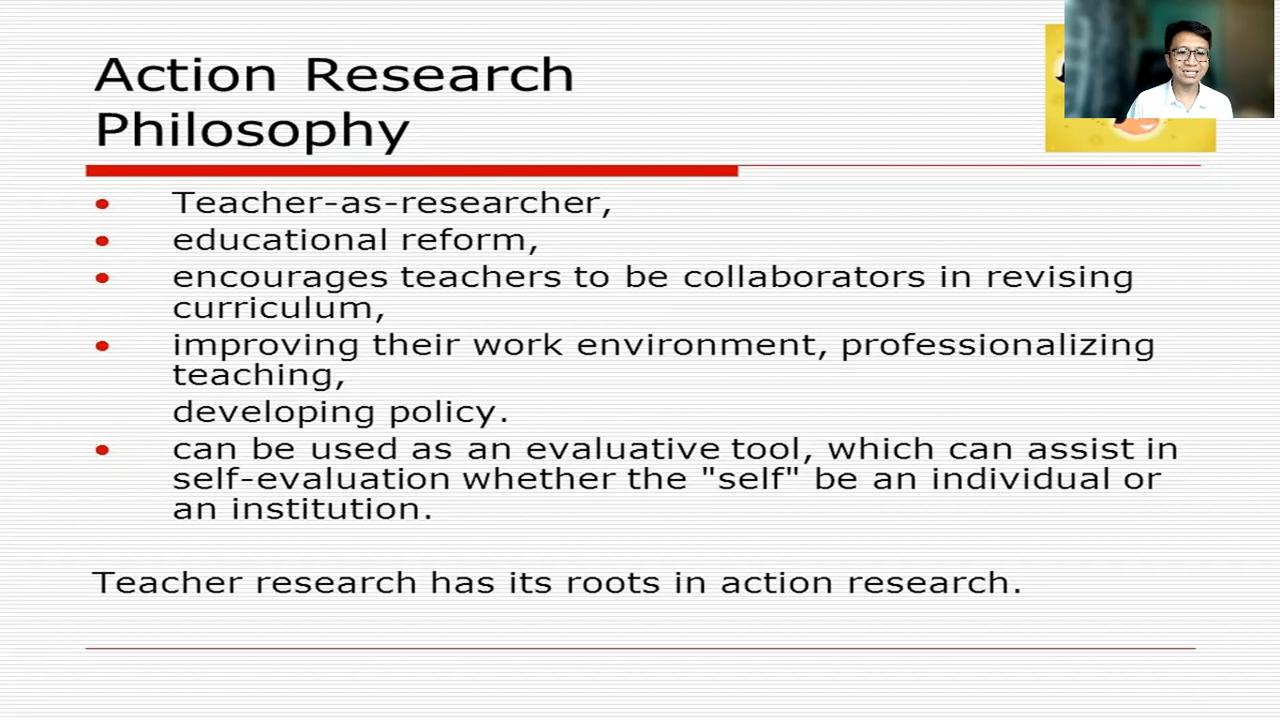 Action Research
Philosophy
Teacher-as-researcher,
educational reform,
encourages teachers to be collaborators in revising
curriculum,
improving their work environment, professionalizing
teaching,
developing policy.
can be used as an evaluative tool, which can assist in
self-evaluation whether the "self" be an individual or
an institution.
Teacher research has its roots in action research.